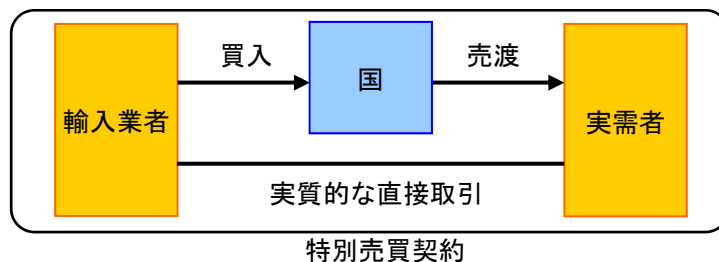 買入
売渡
国
輸入業者
実需者
実質的な直接取引
特別売買契約